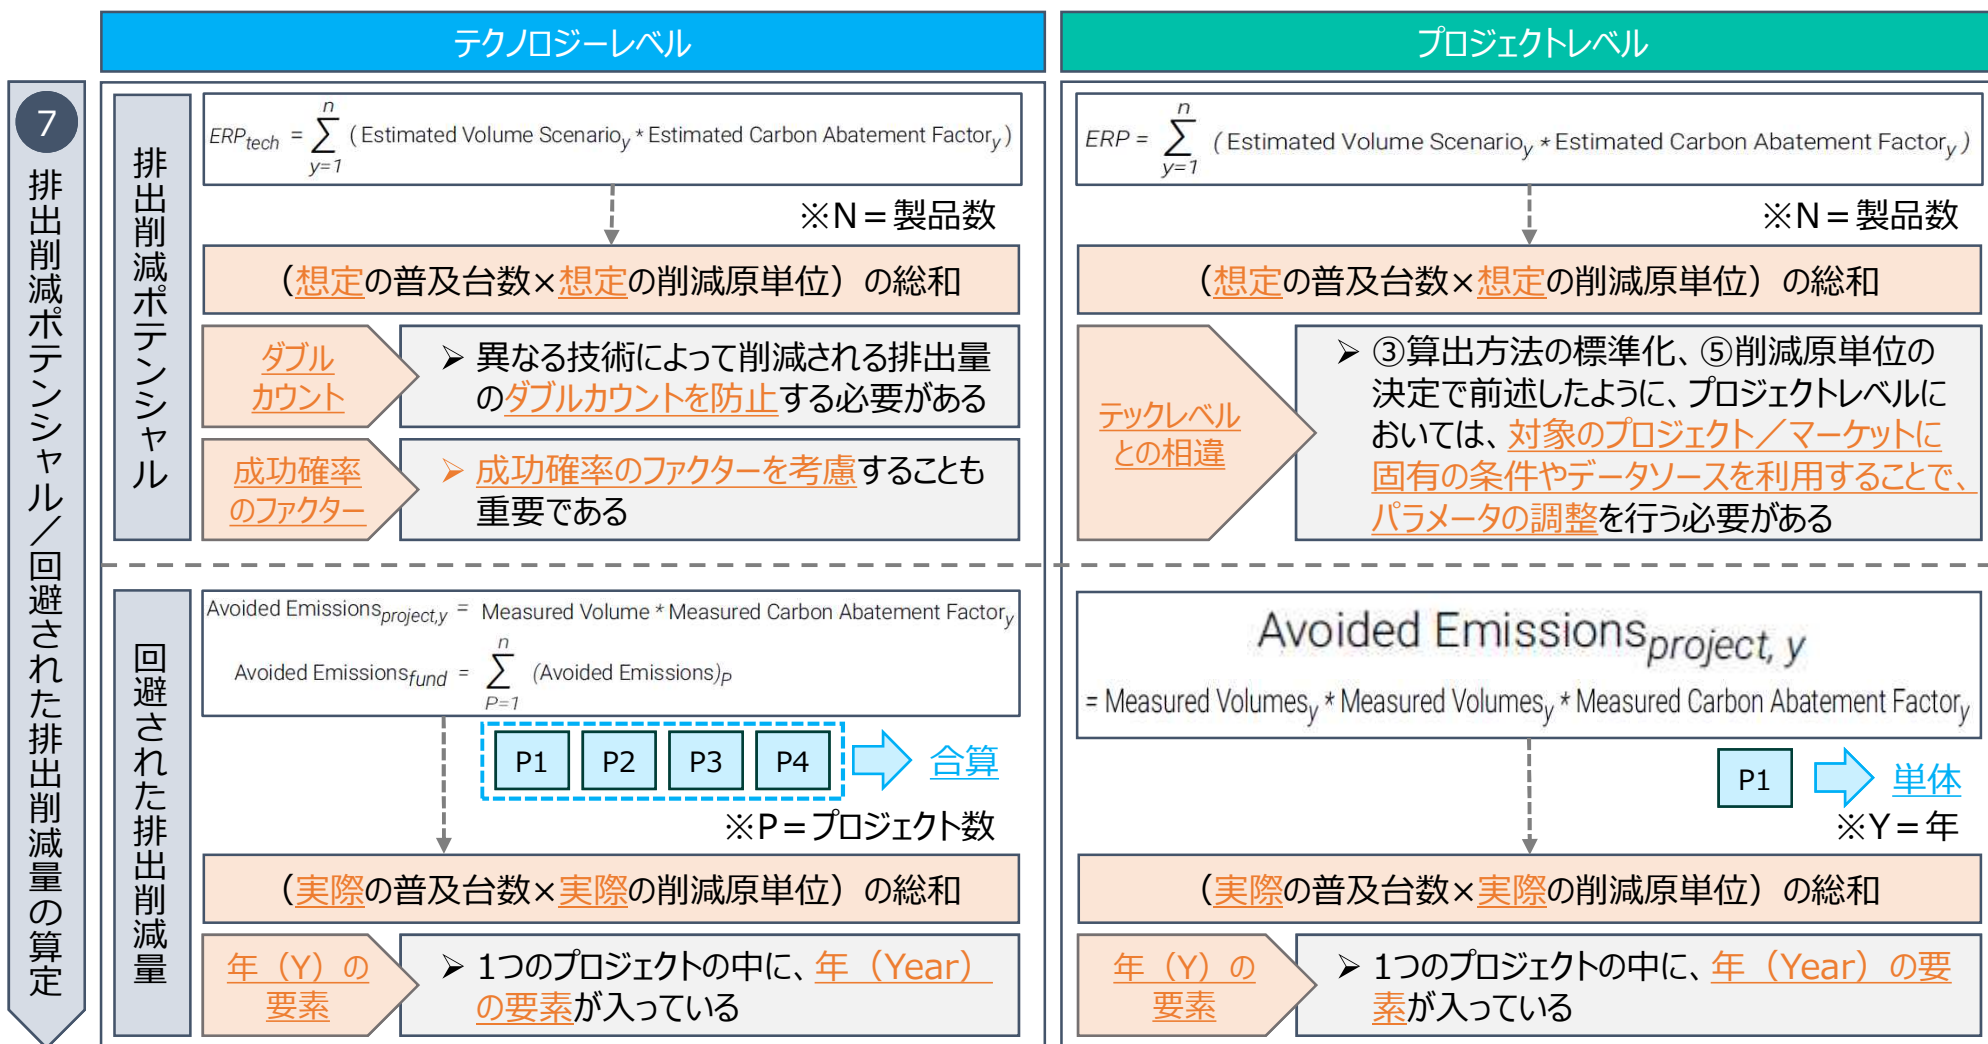 テクノロジーレベル
プロジェクトレベル
7
排出削減ポテンシャル／回避された排出削減量の算定
排出削減ポテンシャル
ERPtech = n∑y=1 (Estimated Volume Scenarioy * Estimated Carbon Abatement Factory)
※N＝製品数
（想定の普及台数×想定の削減原単位）の総和
ダブル
カウント
➢ 異なる技術によって削減される排出量
のダブルカウントを防止する必要がある
成功確率
のファクター
➢ 成功確率のファクターを考慮することも
重要である
ERP = n∑y=1 (Estimated Volume Scenarioy * Estimated Carbon Abatement Factory)
※N＝製品数
（想定の普及台数×想定の削減原単位）の総和
テックレベル
との相違
➢ ③算出方法の標準化、⑤削減原単位の
決定で前述したように、プロジェクトレベルに
おいては、対象のプロジェクト／マーケットに
固有の条件やデータソースを利用することで、
パラメータの調整を行う必要がある
回避された排出削減量
Avoided Emissionsproject,y = Measured Volume * Measured Carbon Abatement Factory
Avoided Emissionsfund = n∑P=1 (Avoided Emissions)P
P1 P2 P3 P4 合算
※P＝プロジェクト数
（実際の普及台数×実際の削減原単位）の総和
年（Y）の
要素
➢ 1つのプロジェクトの中に、年（Year）
の要素が入っている
Avoided Emissionsproject, y
= Measured Volumesy * Measured Volumesy * Measured Carbon Abatement Factory
P1 単体
※Y＝年
（実際の普及台数×実際の削減原単位）の総和
年（Y）の
要素
➢ 1つのプロジェクトの中に、年（Year）の要
素が入っている